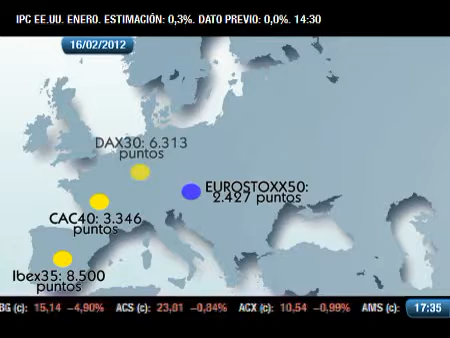 IPC EE.UU. ENERO. ESTIMACIÓN: 0,3%. DATO PREVIO: 0,0%. 14:30
16/02/2012
DAX30: 6.313
puntos
EUROSTOXX50:
2.427 puntos
CAC40: 3.346
puntos
Ibex35: 8.500
puntos
BG (c): 15,14 –4,90% ACS (c): 23,01 –0,84% ACX (c): 10,54 –0,99% AMS (c): 17:35